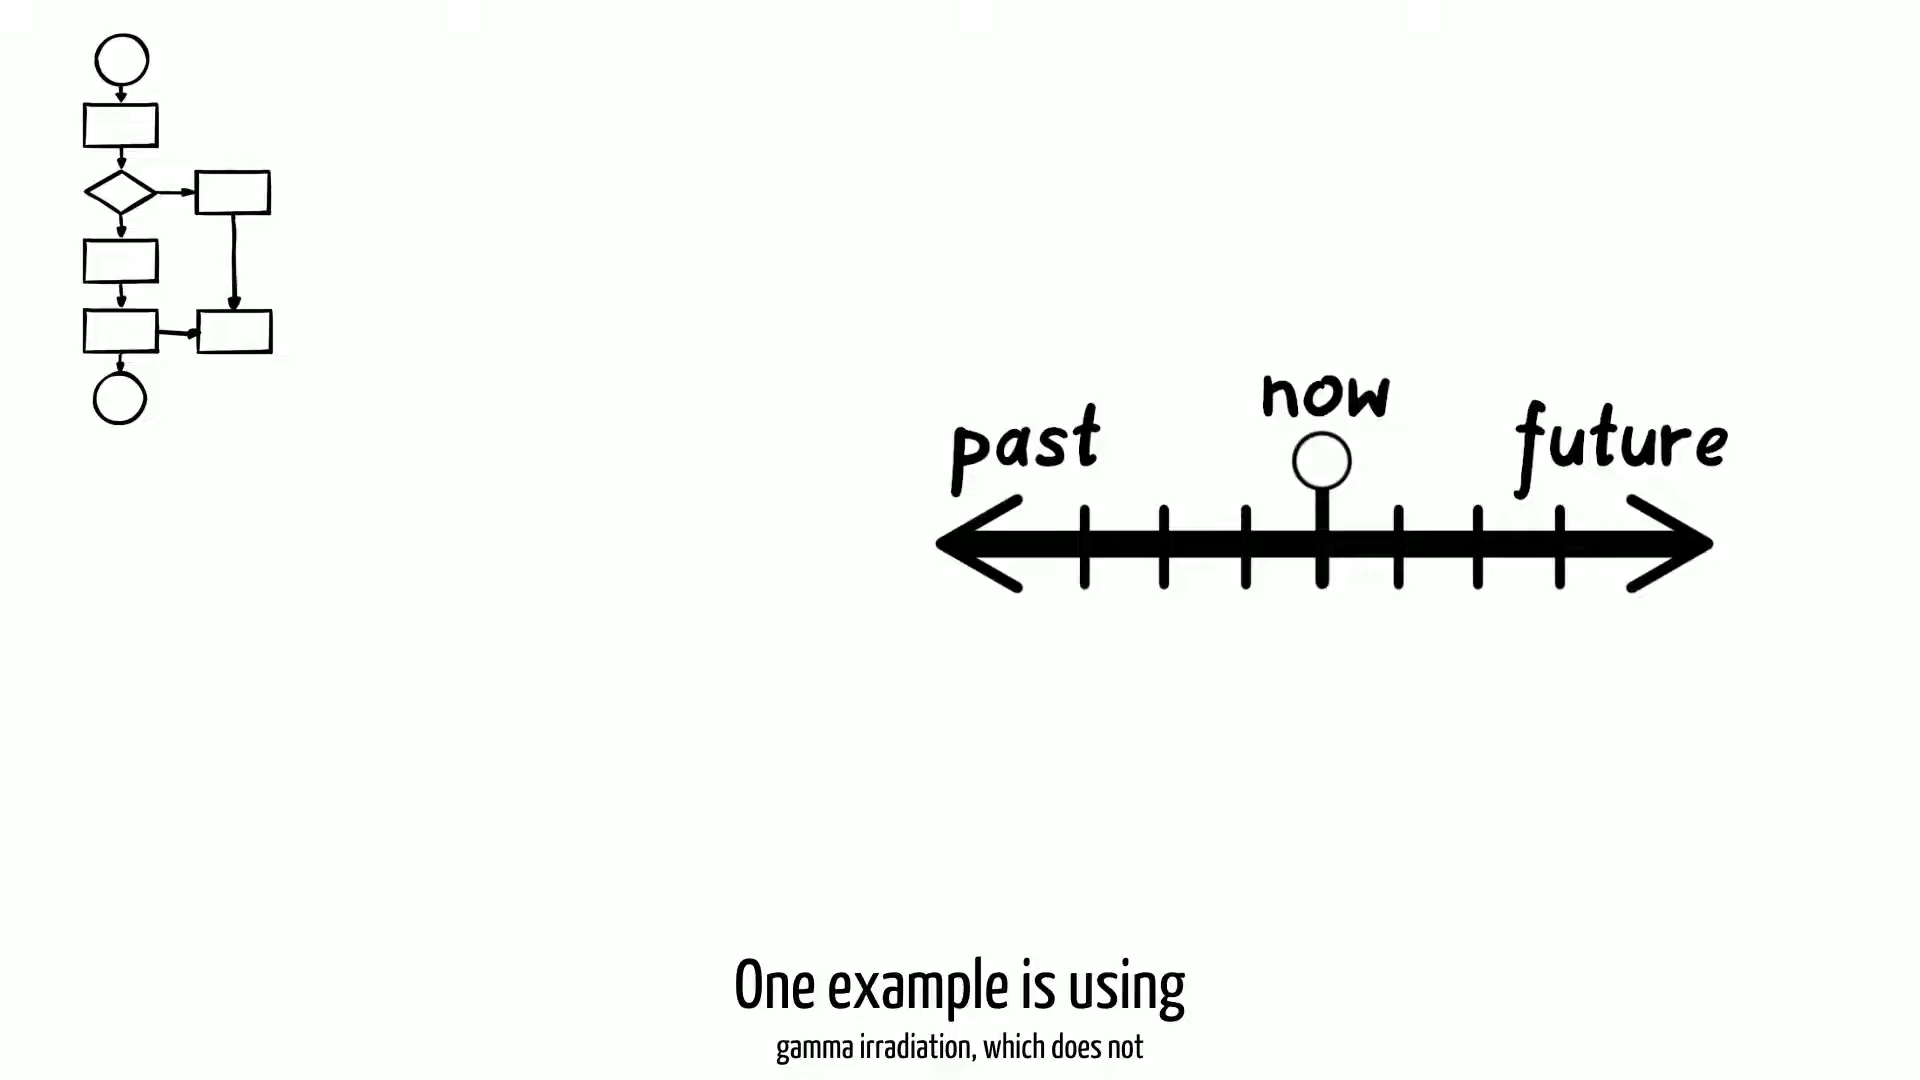 now
past
future
One example is using
gamma irradiation, which does not